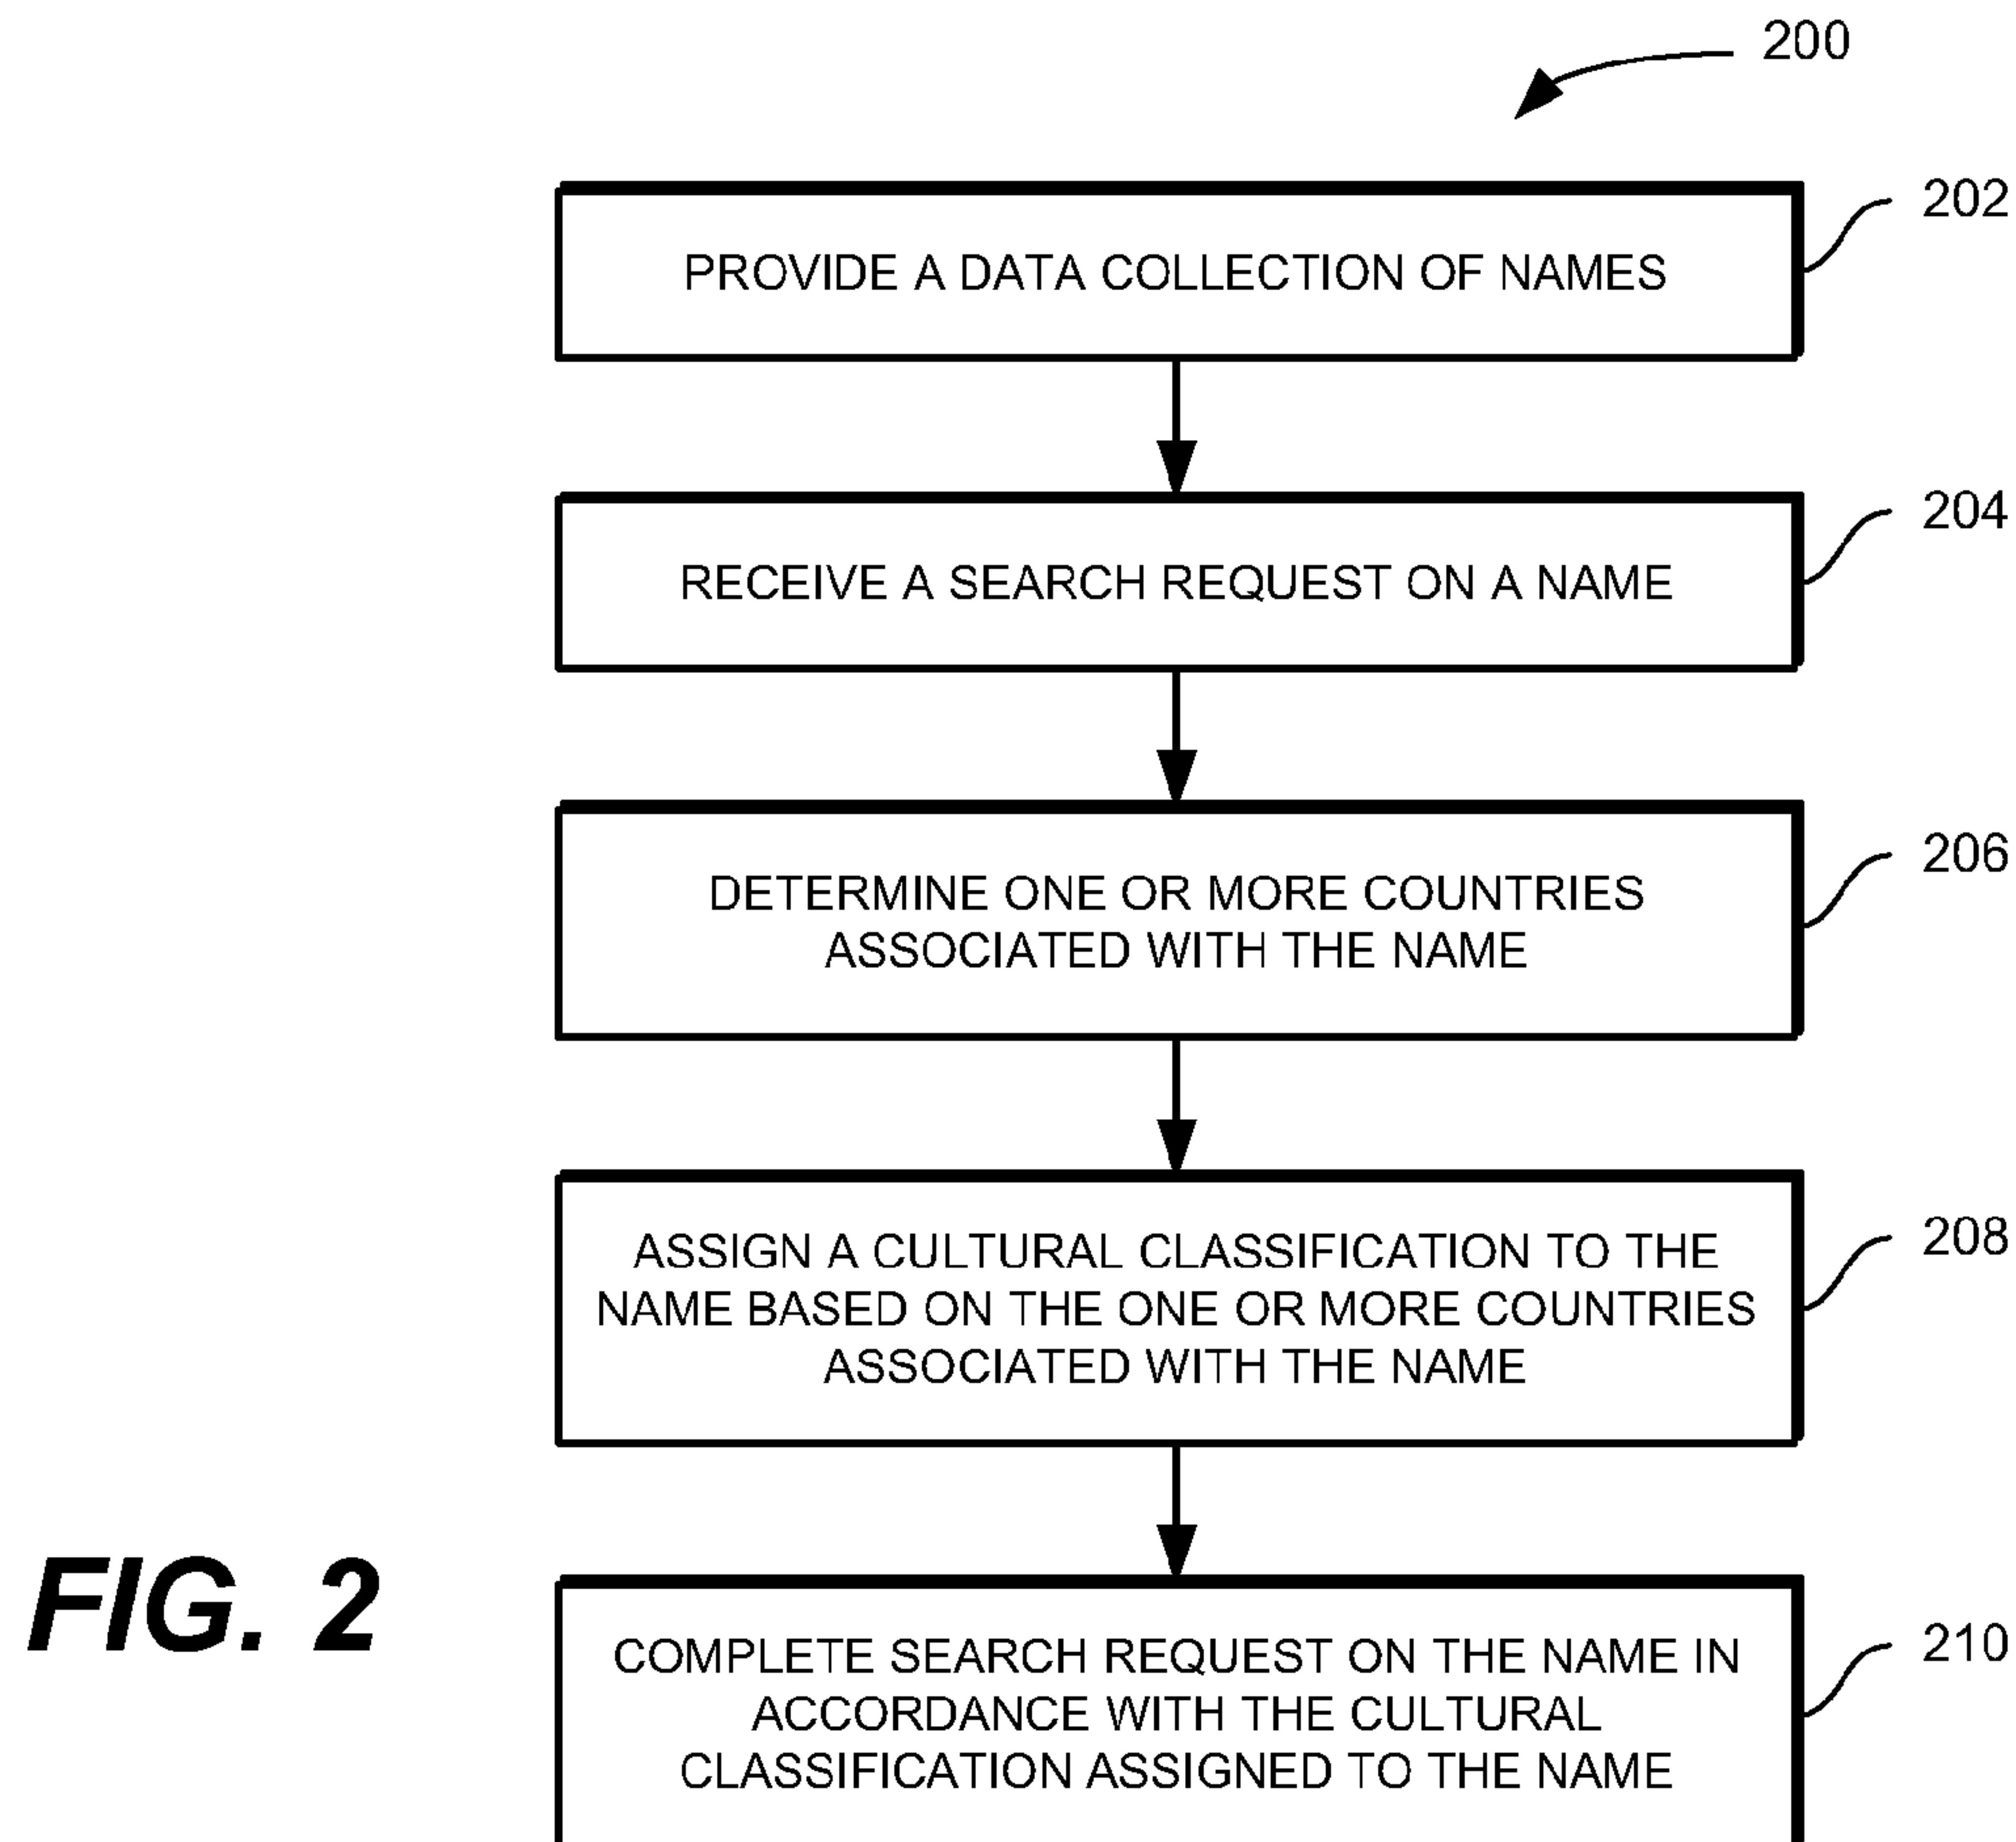 200
202
PROVIDE A DATA COLLECTION OF NAMES
204
RECEIVE A SEARCH REQUEST ON A NAME
206
DETERMINE ONE OR MORE COUNTRIES
ASSOCIATED WITH THE NAME
208
ASSIGN A CULTURAL CLASSIFICATION TO THE
NAME BASED ON THE ONE OR MORE COUNTRIES
ASSOCIATED WITH THE NAME
210
COMPLETE SEARCH REQUEST ON THE NAME IN
ACCORDANCE WITH THE CULTURAL
CLASSIFICATION ASSIGNED TO THE NAME
FIG. 2